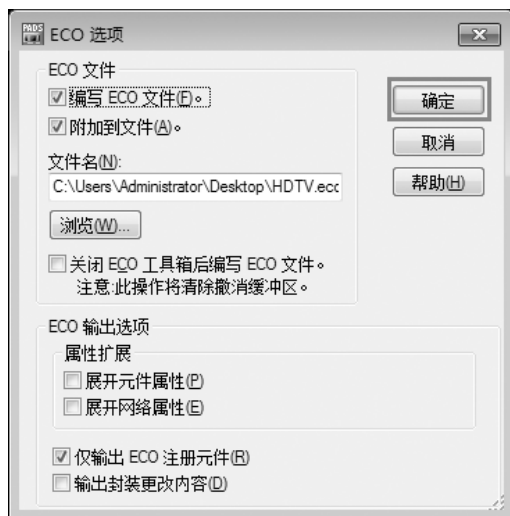 PADS
ECO 选项
ECO 文件
编写 ECO 文件(F)。
附加到文件(A)。
文件名(N):
C:\Users\Administrator\Desktop\HDTV.ecc
浏览(W)...
关闭 ECO 工具箱后编写 ECO 文件。
注意:此操作将清除撤消缓冲区。
确定
取消
帮助(H)
ECO 输出选项
属性扩展
展开元件属性(P)
展开网络属性(E)
仅输出 ECO 注册元件(R)
输出封装更改内容(D)